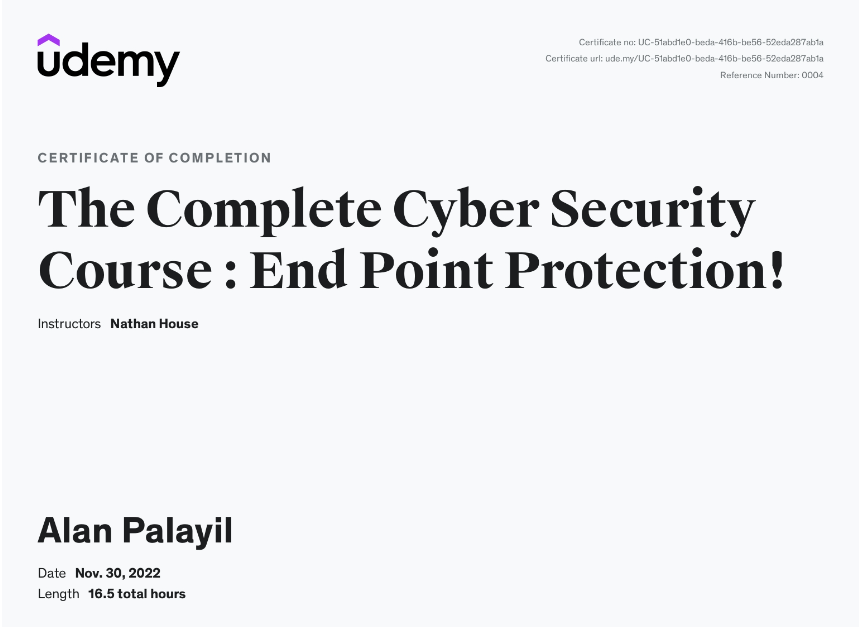 udemy
Certificate no: UC-51abd1e0-beda-416b-be56-52eda287ab1a
Certificate url: ude.my/UC-51abd1e0-beda-416b-be56-52eda287ab1a
Reference Number: 0004
CERTIFICATE OF COMPLETION
The Complete Cyber Security
Course : End Point Protection!
Instructors Nathan House
Alan Palayil
Date Nov. 30, 2022
Length 16.5 total hours